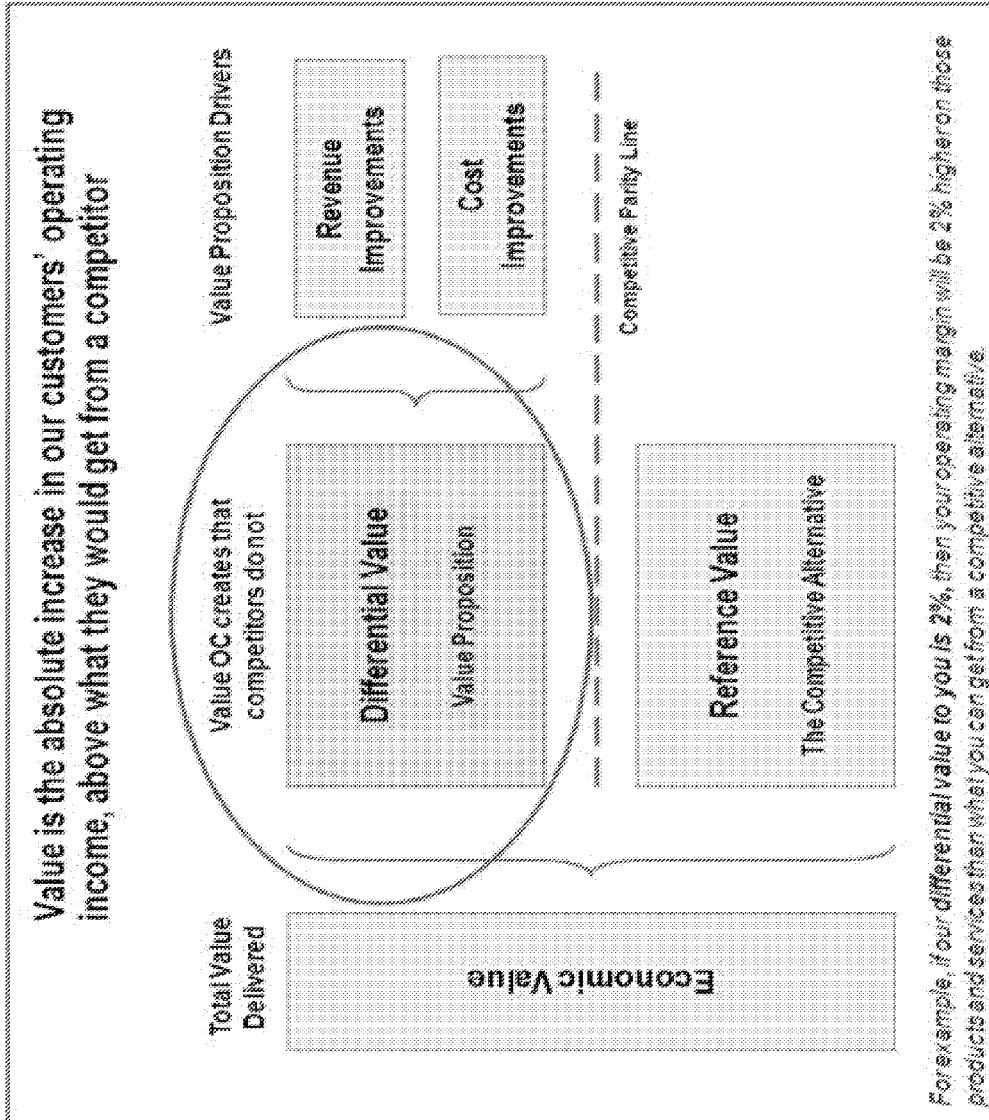 Value is the absolute increase in our customers' operating
income, above what they would get from a competitor
Total Value
Delivered
Value OC creates that
competitors do not
Value Proposition Drivers
Economic Value
Differential Value
Value Proposition
Revenue
Improvements
Cost
Improvements
Competitive Parity Line
Reference Value
The Competitive Alternative
For example, if our differential value to you is 2%, then your operating margin will be 2% higher on those
products and services than what you can get from a competitive alternative.